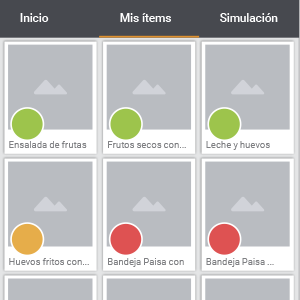 Inicio Mis ítems Simulación
Ensalada de frutas Frutos secos con... Leche y huevos
Huevos fritos con... Bandeja Paisa con Bandeja Paisa ...